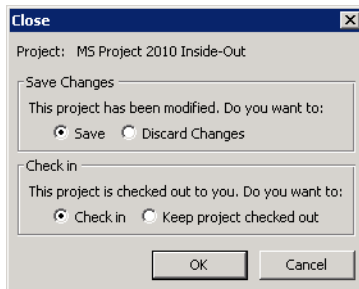 Close
Project: MS Project 2010 Inside-Out
Save Changes
This project has been modified. Do you want to:
Save Discard Changes
Check in
This project is checked out to you. Do you want to:
Check in Keep project checked out
OK Cancel